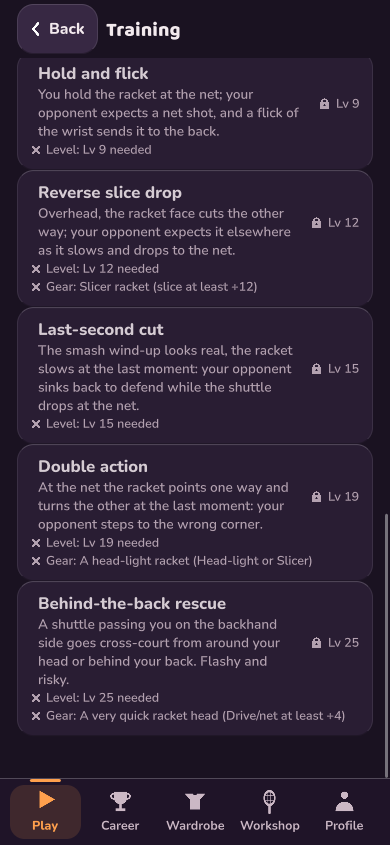 Back Training
Hold and flick
You hold the racket at the net; your
opponent expects a net shot, and a flick of
the wrist sends it to the back.
Lv 9
× Level: Lv 9 needed
Reverse slice drop
Overhead, the racket face cuts the other
way; your opponent expects it elsewhere
as it slows and drops to the net.
Lv 12
× Level: Lv 12 needed
× Gear: Slicer racket (slice at least +12)
Last-second cut
The smash wind-up looks real, the racket
slows at the last moment: your opponent
sinks back to defend while the shuttle
drops at the net.
Lv 15
× Level: Lv 15 needed
Double action
At the net the racket points one way and
turns the other at the last moment: your
opponent steps to the wrong corner.
Lv 19
× Level: Lv 19 needed
× Gear: A head-light racket (Head-light or Slicer)
Behind-the-back rescue
A shuttle passing you on the backhand
side goes cross-court from around your
head or behind your back. Flashy and
risky.
Lv 25
× Level: Lv 25 needed
× Gear: A very quick racket head (Drive/net at least +4)
Play Career Wardrobe Workshop Profile